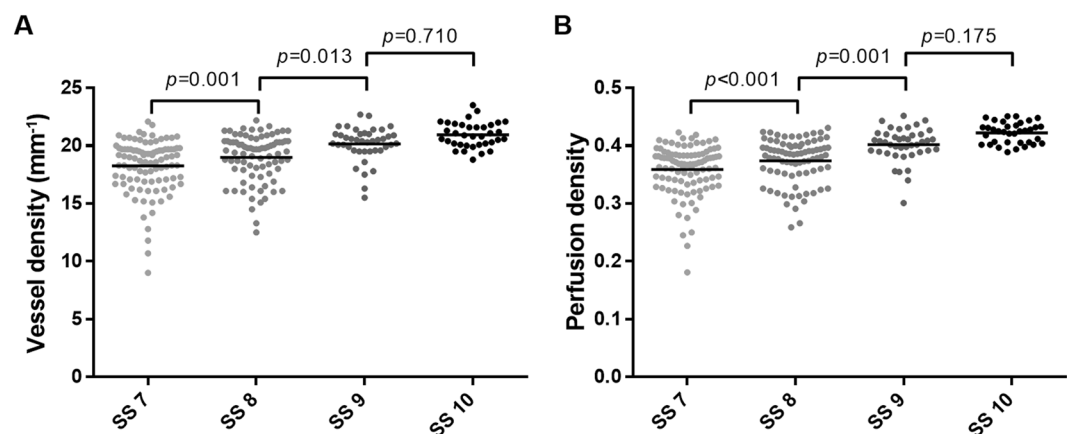 A
p=0.710
p=0.013
p=0.001
Vessel density (mm⁻¹)
25
20
15
10
5
0
SS 7
SS 8
SS 9
SS 10
B
p=0.175
p=0.001
p<0.001
Perfusion density
0.5
0.4
0.3
0.2
0.1
0.0
SS 7
SS 8
SS 9
SS 10